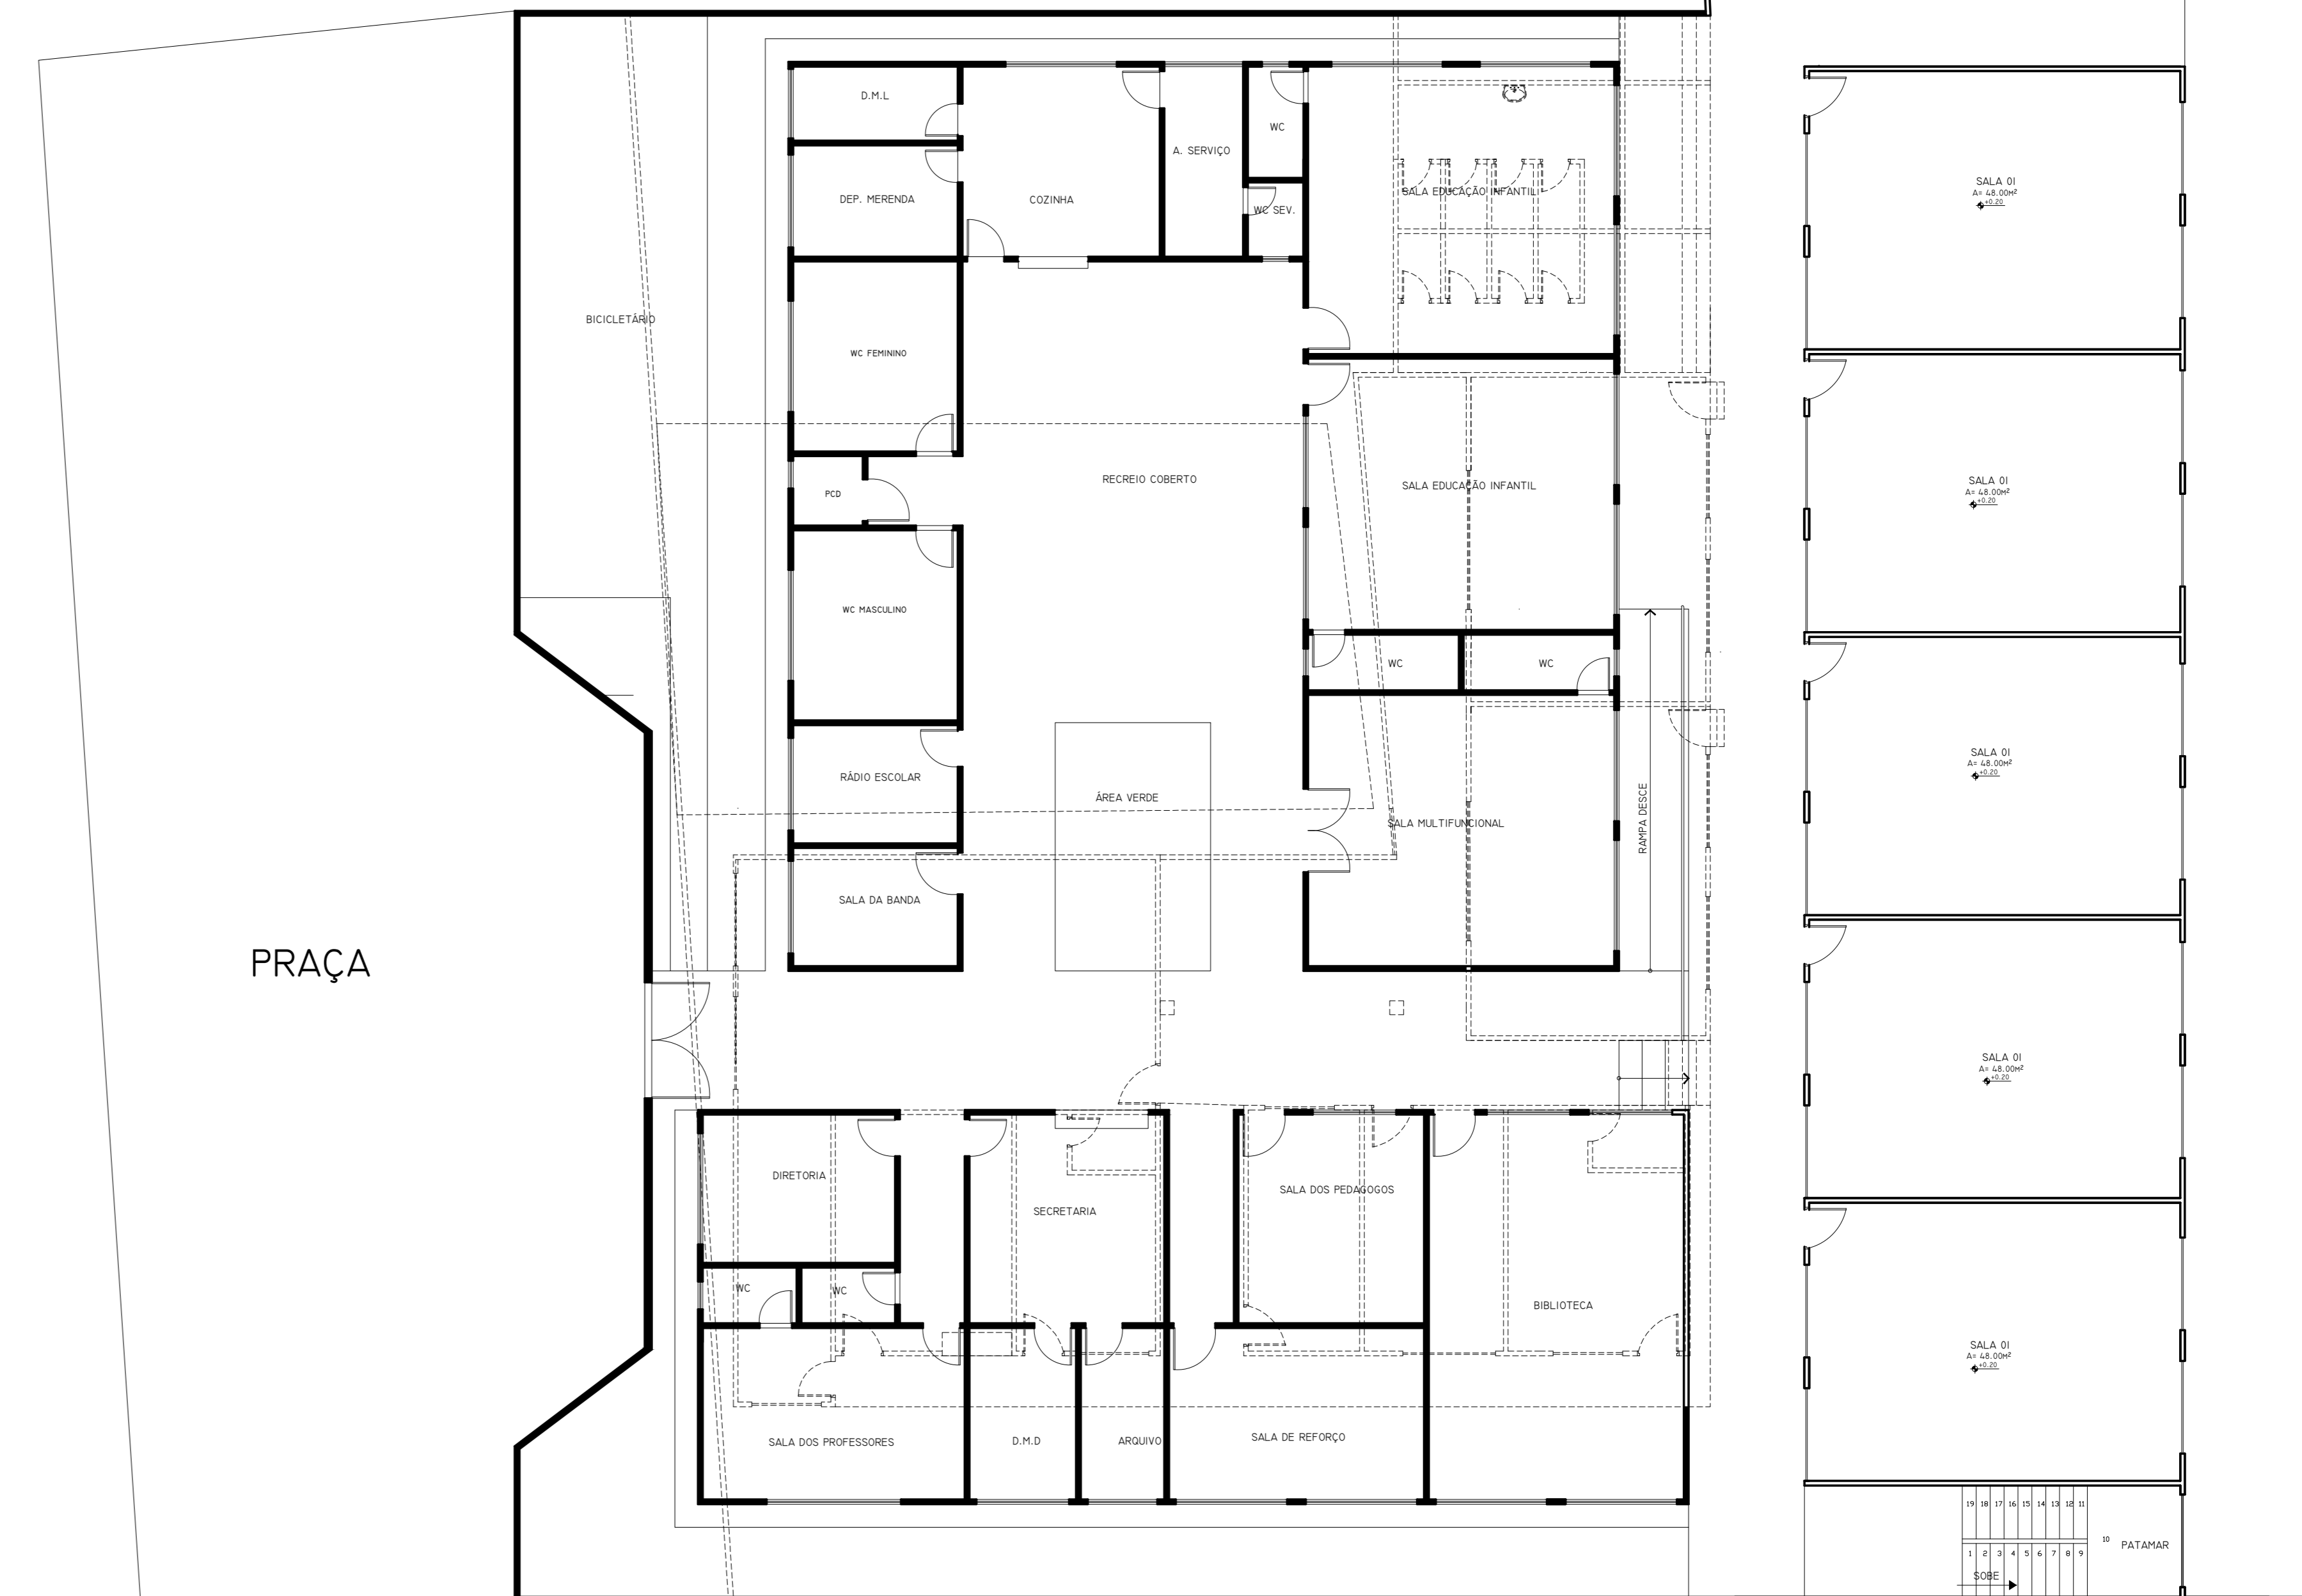 D.M.L
WC
A. SERVIÇO
SALA 01
A= 48.00M²
+0.20
SALA EDUCAÇÃO INFANTIL
DEP. MERENDA
COZINHA
WC SEV.
BICICLETÁRIO
WC FEMININO
RECREIO COBERTO
SALA EDUCAÇÃO INFANTIL
SALA 01
A= 48.00M²
+0.20
PCD
WC MASCULINO
WC
WC
SALA 01
A= 48.00M²
+0.20
RÁDIO ESCOLAR
ÁREA VERDE
SALA MULTIFUNCIONAL
RAMPA DESCE
SALA DA BANDA
PRAÇA
SALA 01
A= 48.00M²
+0.20
DIRETORIA
SECRETARIA
SALA DOS PEDAGOGOS
WC
WC
BIBLIOTECA
SALA 01
A= 48.00M²
+0.20
SALA DOS PROFESSORES
D.M.D
ARQUIVO
SALA DE REFORÇO
19 18 17 16 15 14 13 12 11
10
PATAMAR
1 2 3 4 5 6 7 8 9
SOBE